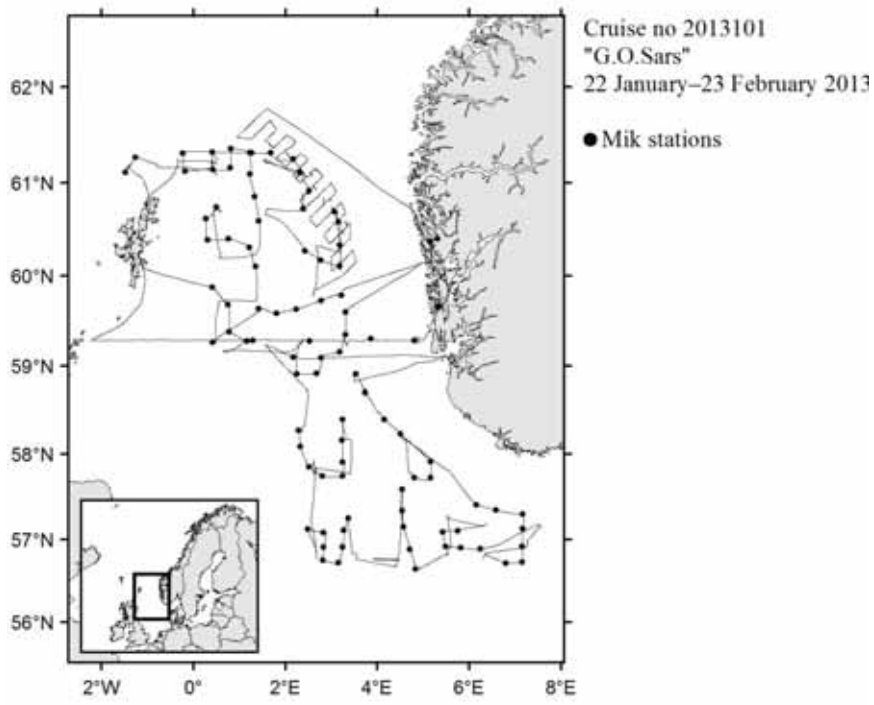 Cruise no 2013101
"G.O.Sars"
22 January–23 February 2013
Mik stations
62°N
61°N
60°N
59°N
58°N
57°N
56°N
2°W 0° 2°E 4°E 6°E 8°E